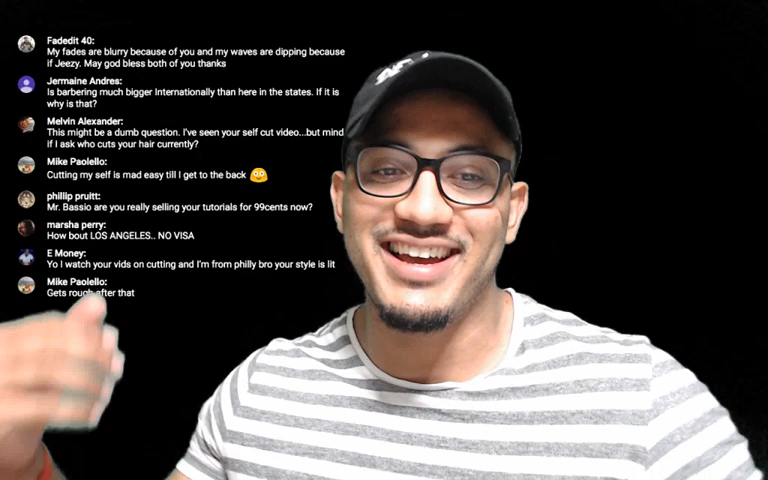 Fadedit 40:
My fades are blurry because of you and my waves are dipping because
if Jeezy. May god bless both of you thanks
Jermaine Andres:
Is barbering much bigger Internationally than here in the states. If it is
why is that?
Melvin Alexander:
This might be a dumb question. I've seen your self cut video...but mind
if I ask who cuts your hair currently?
Mike Paolello:
Cutting my self is mad easy till I get to the back
phillip pruitt:
Mr. Bassio are you really selling your tutorials for 99cents now?
marsha perry:
How bout LOS ANGELES.. NO VISA
E Money:
Yo I watch your vids on cutting and I'm from philly bro your style is lit
Mike Paolello:
Gets rough after that